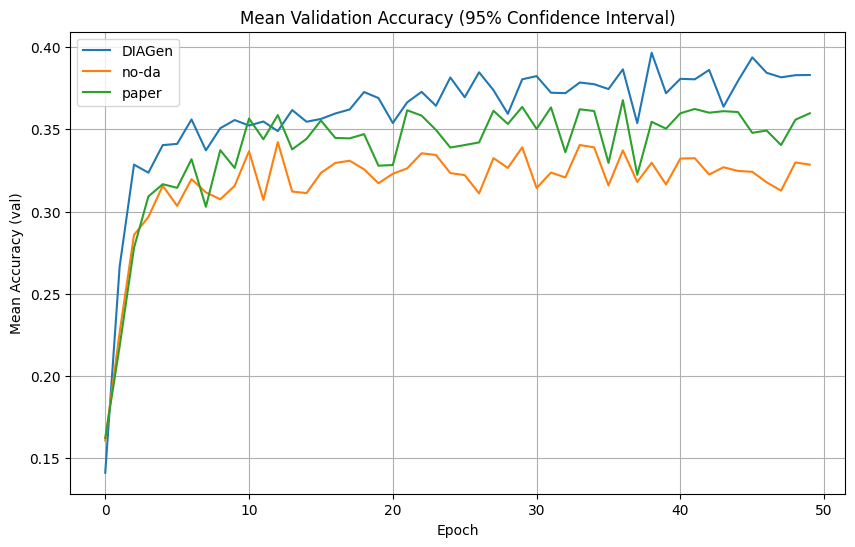 Mean Validation Accuracy (95% Confidence Interval)
DIAGen
no-da
paper
Mean Accuracy (val)
0.40
0.35
0.30
0.25
0.20
0.15
0
10
20
30
40
50
Epoch